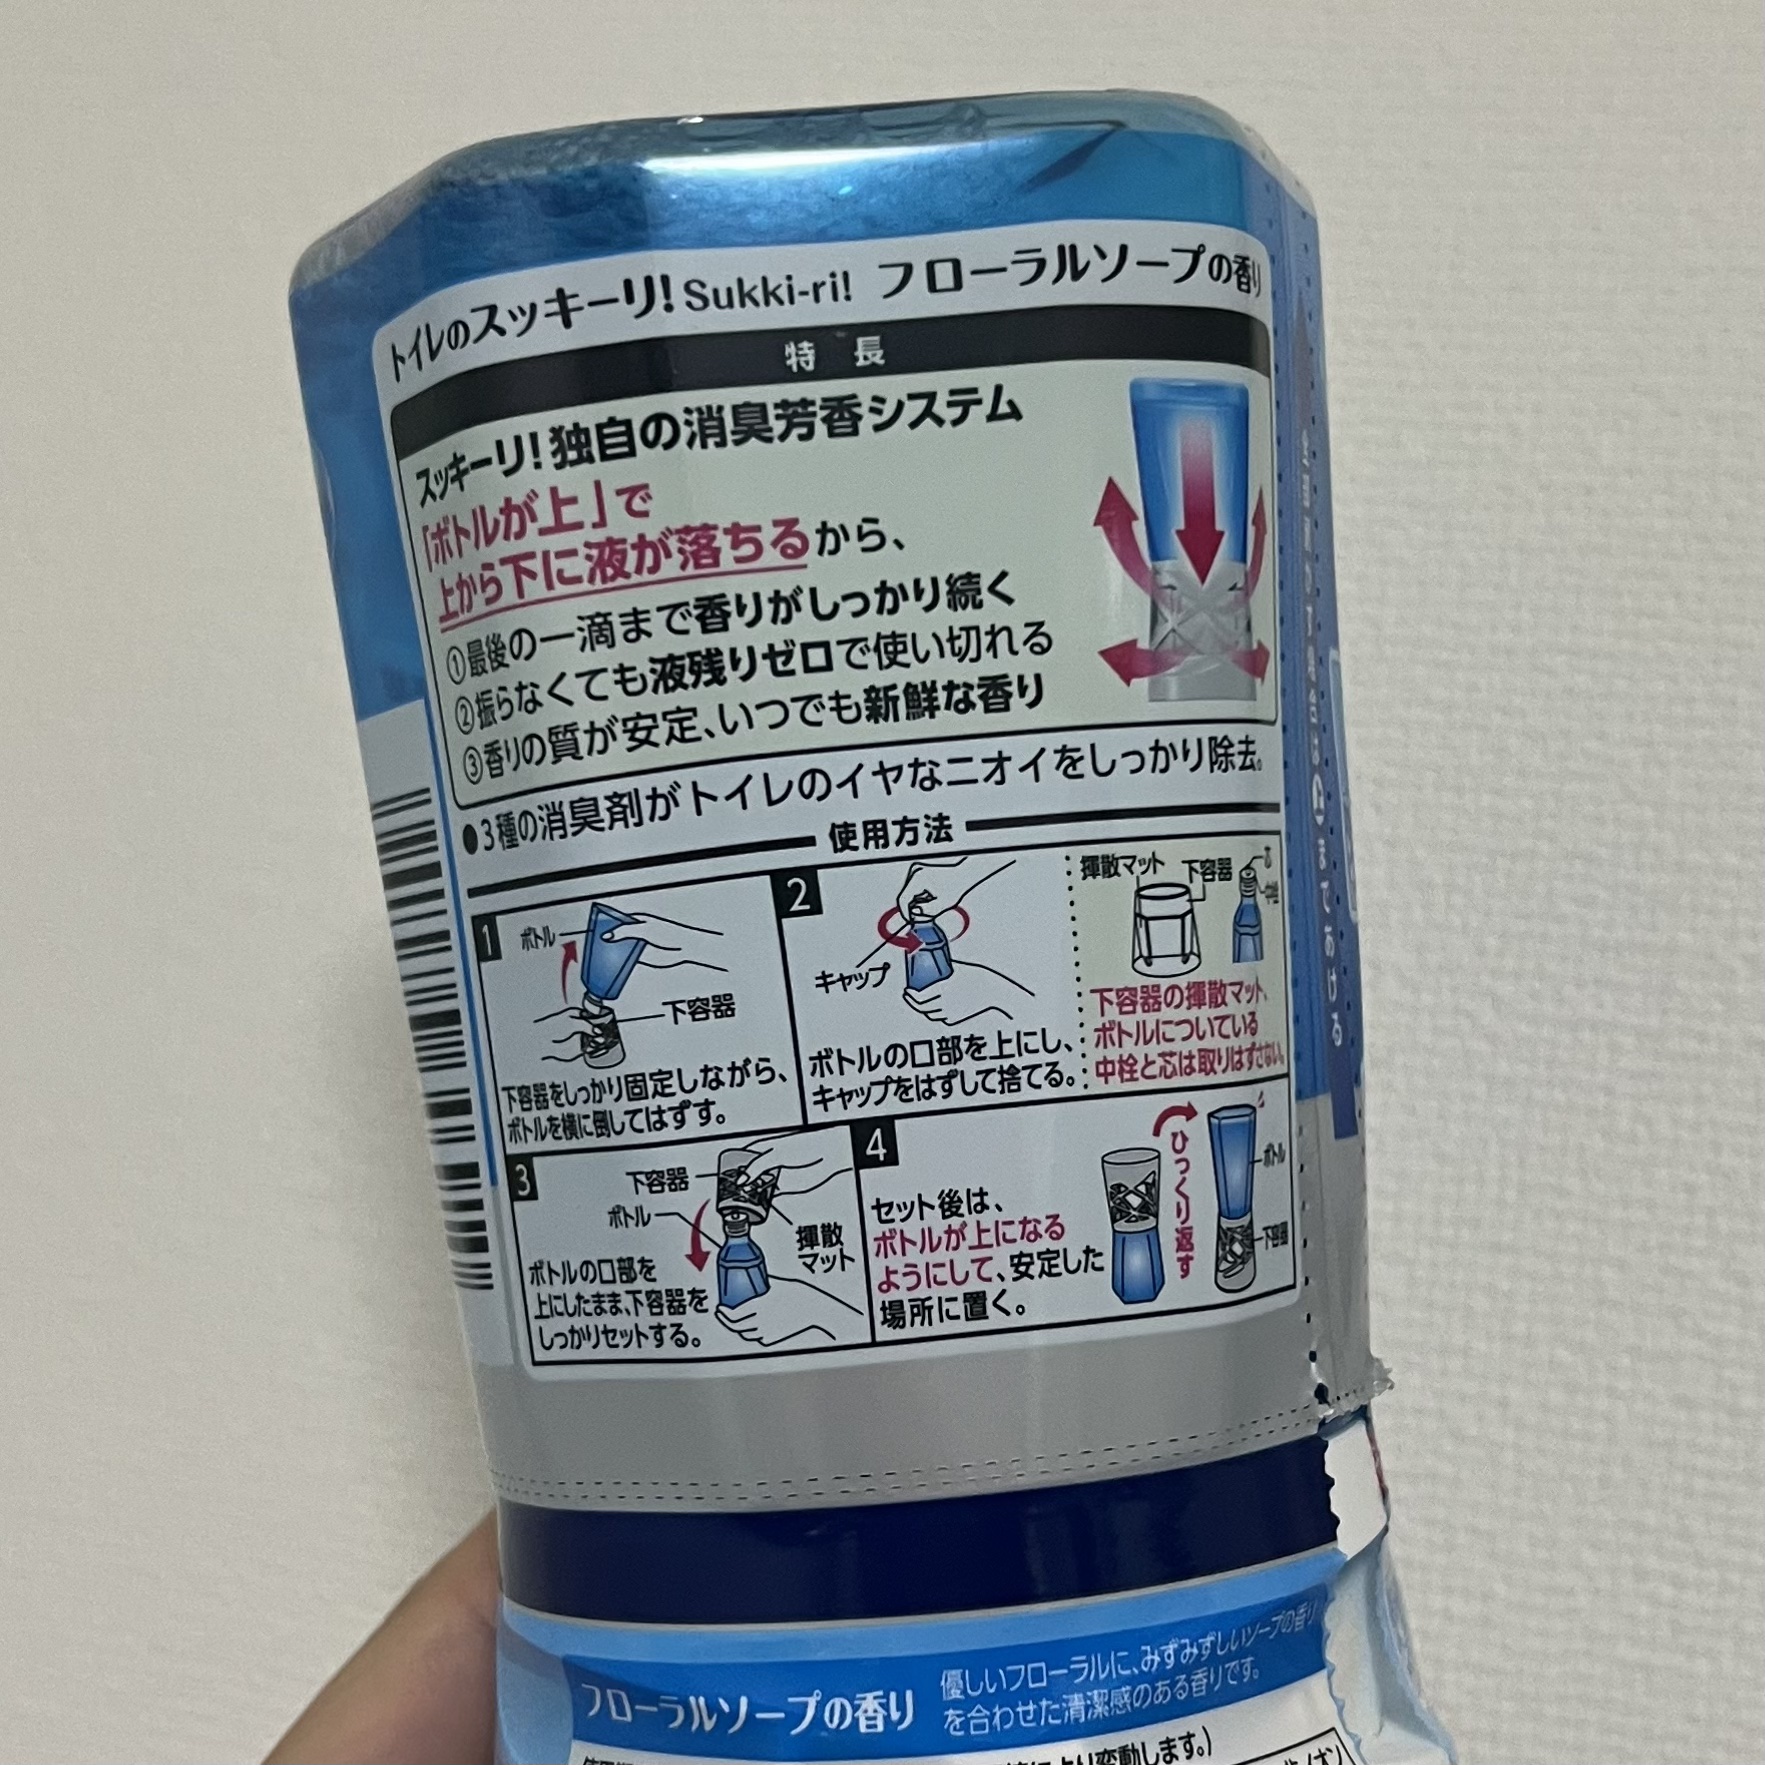 トイレのスッキーリ! Sukki-ri! フローラルソープの香り
特長
スッキーリ!独自の消臭芳香システム
「ボトルが上」で
上から下に液が落ちるから、
①最後の一滴まで香りがしっかり続く
②振らなくても液残りゼロで使い切れる
③香りの質が安定、いつでも新鮮な香り
●3種の消臭剤がトイレのイヤなニオイをしっかり除去。
使用方法
1
ボトル
下容器
下容器をしっかり固定しながら、
ボトルを横に倒してはずす。
2
キャップ
ボトルの口部を上にし、
キャップをはずして捨てる。
揮散マット
下容器
芯
中栓
下容器の揮散マット、
ボトルについている
中栓と芯は取りはずさない。
3
下容器
ボトル
揮散
マット
ボトルの口部を
上にしたまま、下容器を
しっかりセットする。
4
セット後は、
ボトルが上になる
ようにして、安定した
場所に置く。
ひっくり返す
ボトル
下容器
場合は
まであける
フローラルソープの香り
優しいフローラルに、みずみずしいソープの香り
を合わせた清潔感のある香りです。
より変動します。)
イオン